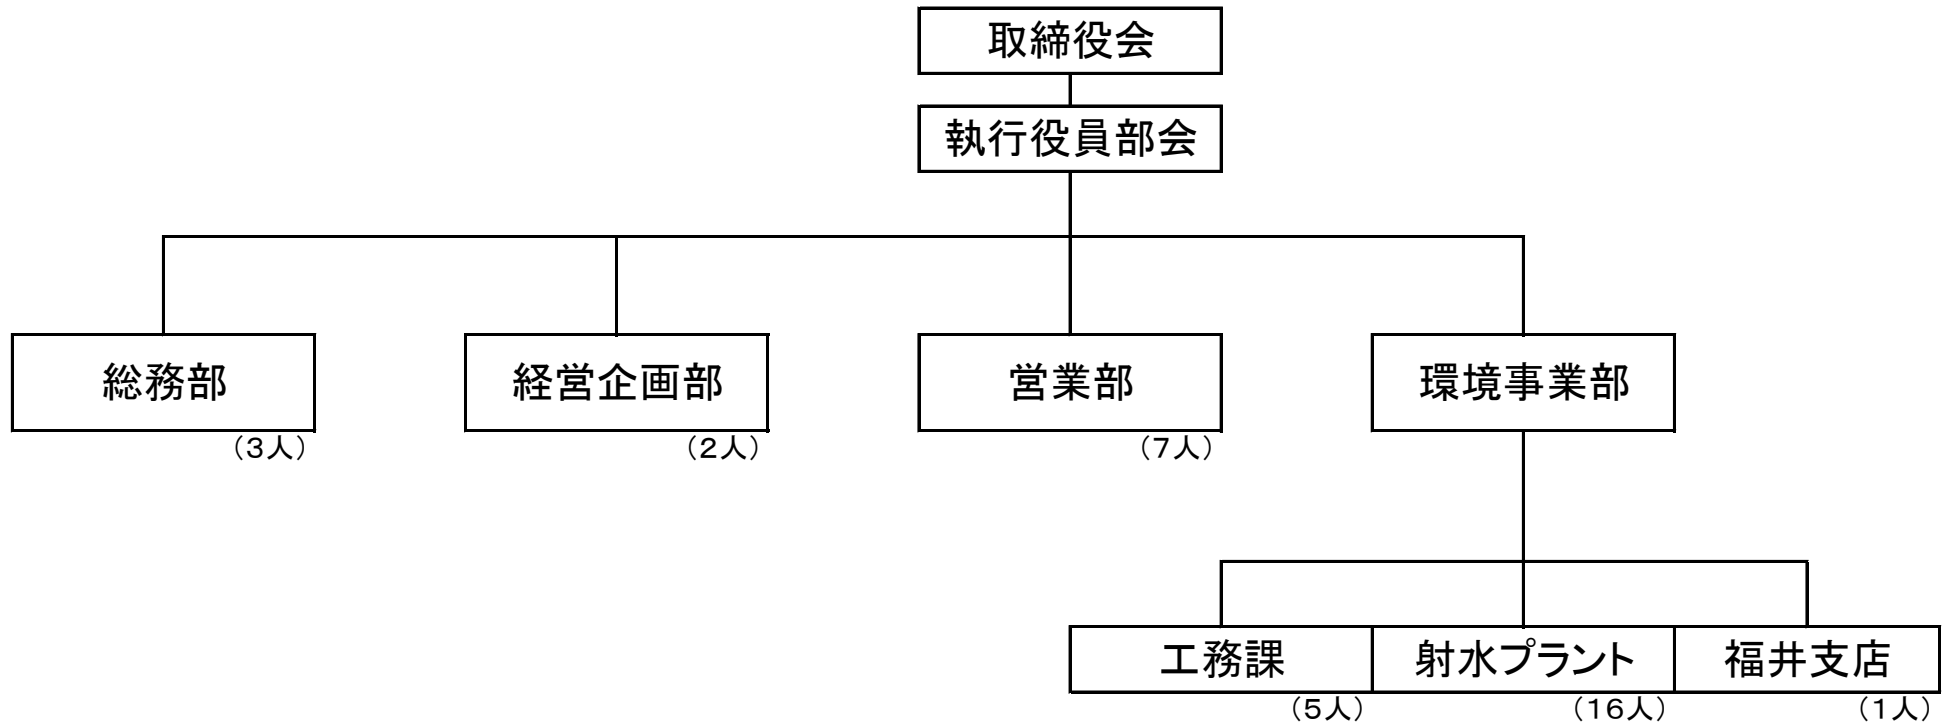 取締役会
執行役員部会
総務部
(3人)
経営企画部
(2人)
営業部
(7人)
環境事業部
工務課
(5人)
射水プラント
(16人)
福井支店
(1人)